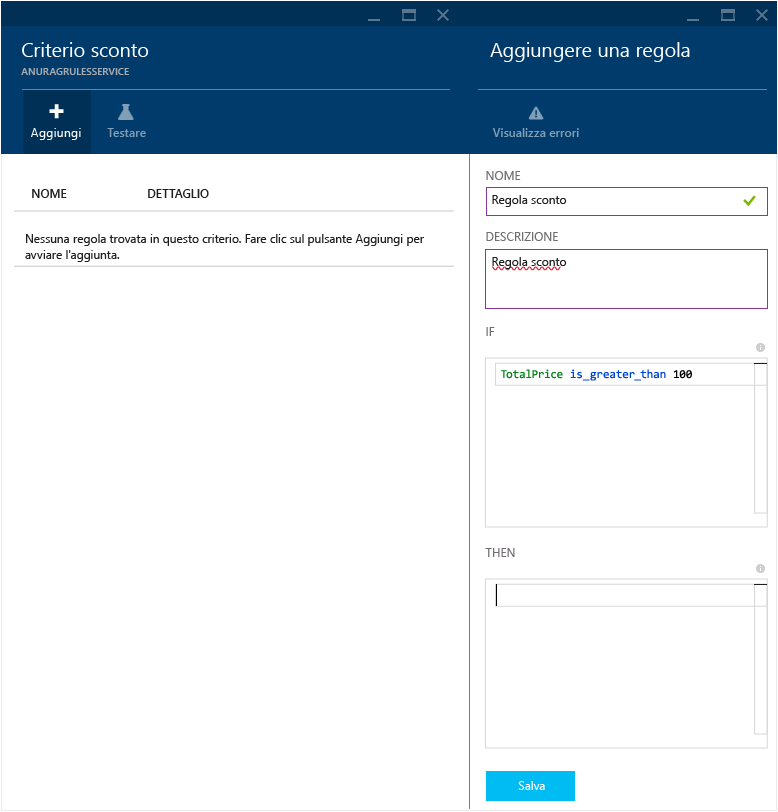 Criterio sconto
ANURAGRULESSERVICE
Aggiungi
Testare
NOME
DETTAGLIO
Nessuna regola trovata in questo criterio. Fare clic sul pulsante Aggiungi per
avviare l'aggiunta.
Aggiungere una regola
Visualizza errori
NOME
Regola sconto
DESCRIZIONE
Regola sconto
IF
TotalPrice is_greater_than 100
THEN
Salva